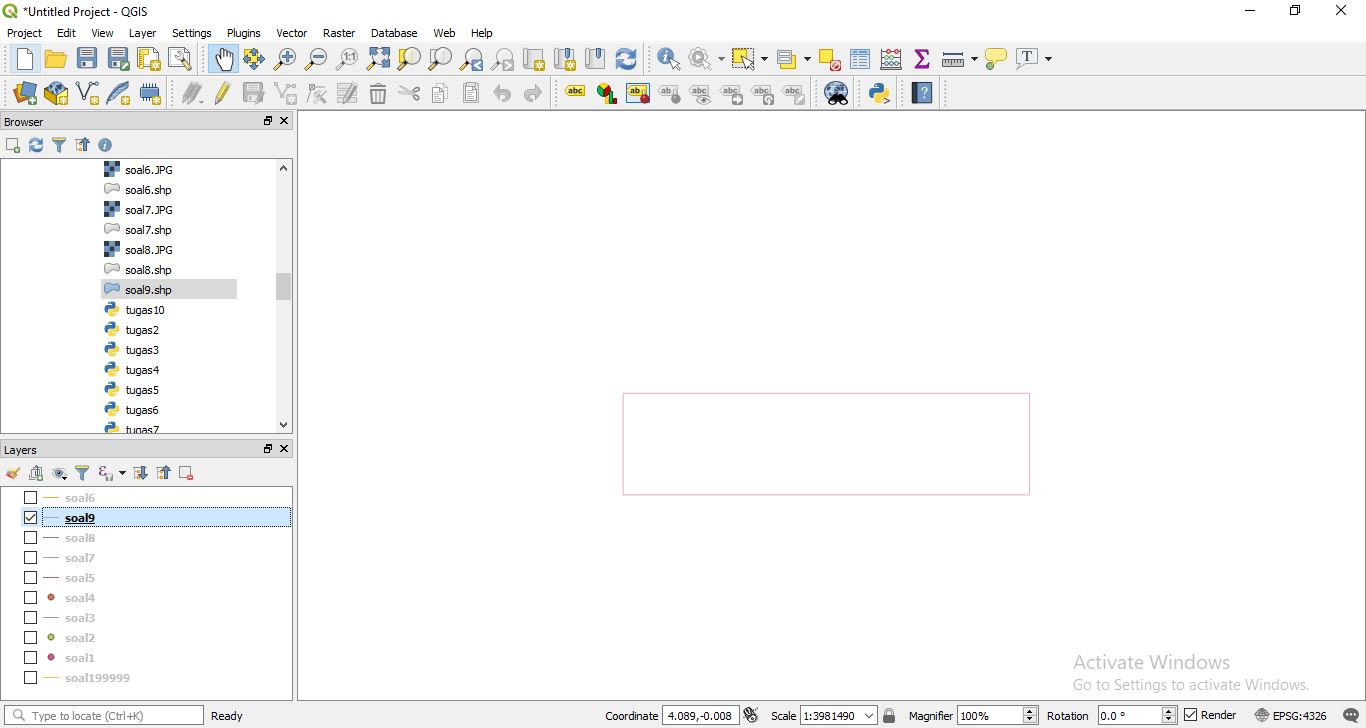 *Untitled Project - QGIS
Project Edit View Layer Settings Plugins Vector Raster Database Web Help
Browser
soal6.JPG
soal6.shp
soal7.JPG
soal7.shp
soal8.JPG
soal8.shp
soal9.shp
tugas10
tugas2
tugas3
tugas4
tugas5
tugas6
tugas7
Layers
soal6
soal9
soal8
soal7
soal5
soal4
soal3
soal2
soal1
soal199999
Activate Windows
Go to Settings to activate Windows.
Type to locate (Ctrl+K) Ready Coordinate 4.089,-0.008 Scale 1:3981490 Magnifier 100% Rotation 0.0 ° Render EPSG:4326